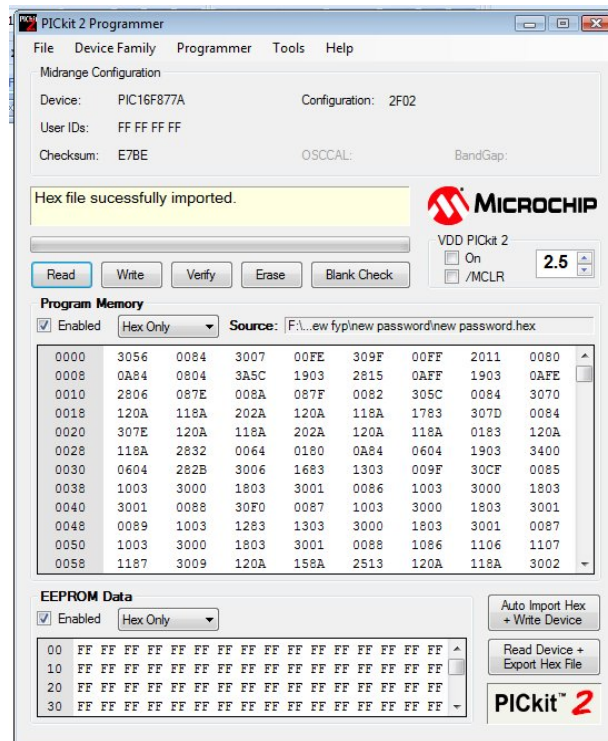 PICkit 2 Programmer
File Device Family Programmer Tools Help
Midrange Configuration
Device: PIC16F877A Configuration: 2F02
User IDs: FF FF FF FF
Checksum: E7BE OSCCAL: BandGap:
Hex file sucessfully imported.
MICROCHIP
VDD PICkit 2
On
/MCLR
2.5
Read Write Verify Erase Blank Check
Program Memory
Enabled Hex Only Source: F:\...ew fyp\new password\new password.hex
0000 3056 0084 3007 00FE 309F 00FF 2011 0080
0008 0A84 0804 3A5C 1903 2815 0AFF 1903 0AFE
0010 2806 087E 008A 087F 0082 305C 0084 3070
0018 120A 118A 202A 120A 118A 1783 307D 0084
0020 307E 120A 118A 202A 120A 118A 0183 120A
0028 118A 2832 0064 0180 0A84 0604 1903 3400
0030 0604 282B 3006 1683 1303 009F 30CF 0085
0038 1003 3000 1803 3001 0086 1003 3000 1803
0040 3001 0088 30F0 0087 1003 3000 1803 3001
0048 0089 1003 1283 1303 3000 1803 3001 0087
0050 1003 3000 1803 3001 0088 1086 1106 1107
0058 1187 3009 120A 158A 2513 120A 118A 3002
EEPROM Data
Enabled Hex Only
00 FF FF FF FF FF FF FF FF FF FF FF FF FF FF FF FF
10 FF FF FF FF FF FF FF FF FF FF FF FF FF FF FF FF
20 FF FF FF FF FF FF FF FF FF FF FF FF FF FF FF FF
30 FF FF FF FF FF FF FF FF FF FF FF FF FF FF FF FF
Auto Import Hex
+ Write Device
Read Device +
Export Hex File
PICkit™ 2